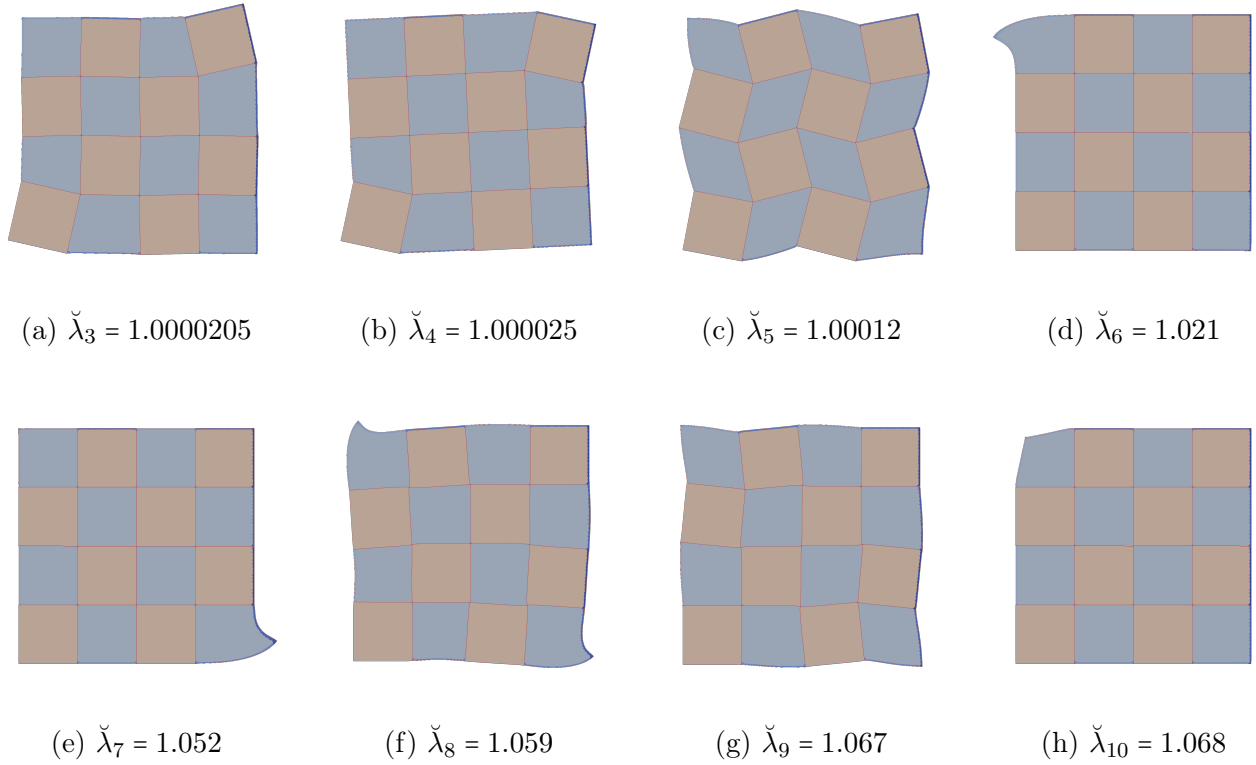 (a) λ̆₃ = 1.0000205 (b) λ̆₄ = 1.000025 (c) λ̆₅ = 1.00012 (d) λ̆₆ = 1.021
(e) λ̆₇ = 1.052 (f) λ̆₈ = 1.059 (g) λ̆₉ = 1.067 (h) λ̆₁₀ = 1.068